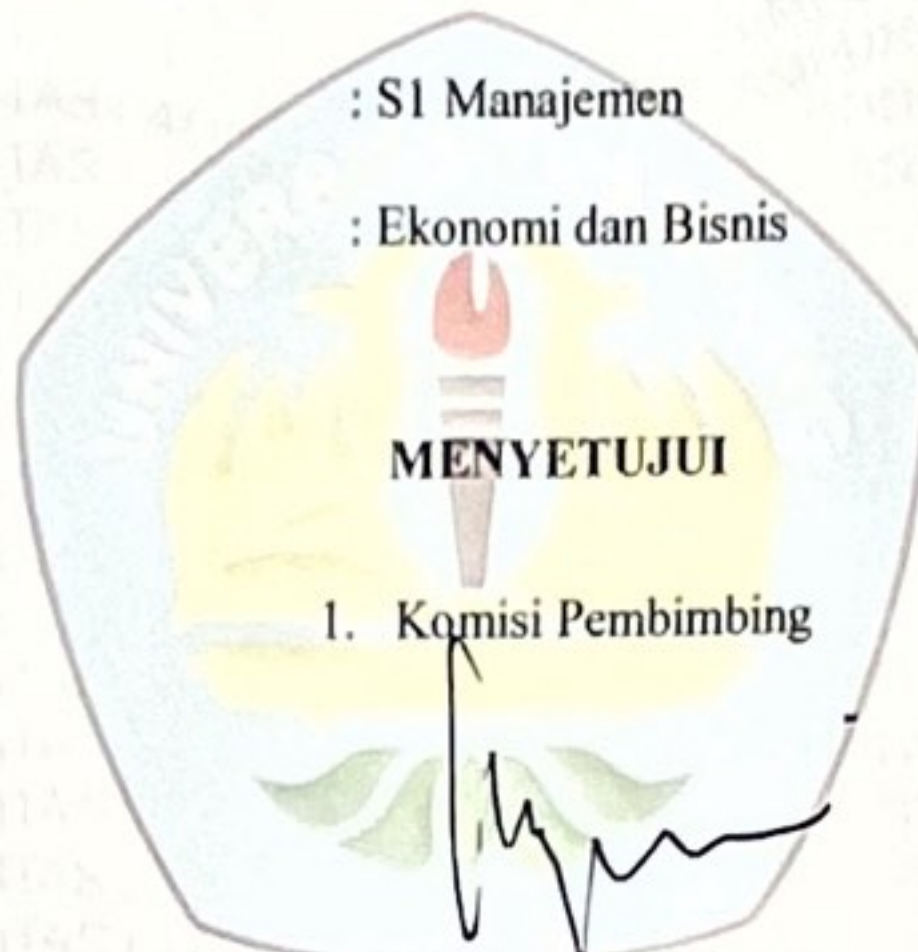 : S1 Manajemen
: Ekonomi dan Bisnis
MENYETUJUI
1. Komisi Pembimbing